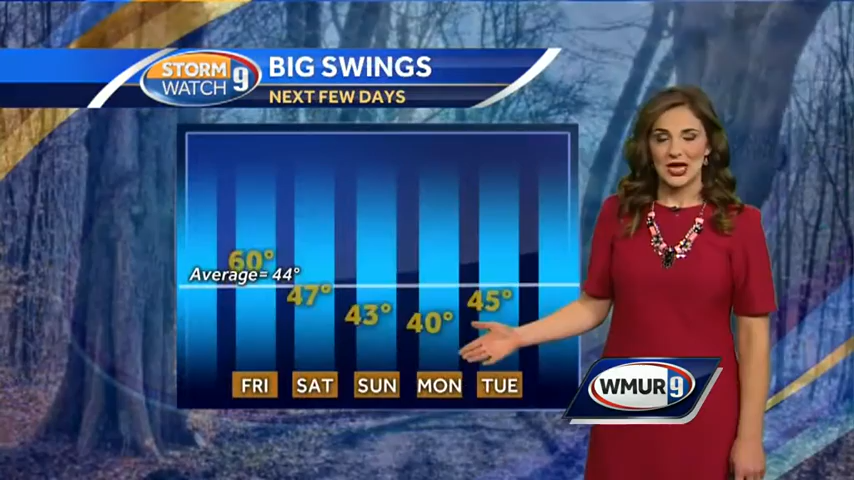 STORM
WATCH 9
BIG SWINGS
NEXT FEW DAYS
60°
Average= 44°
47°
43°
40°
45°
FRI SAT SUN MON TUE
WMUR 9